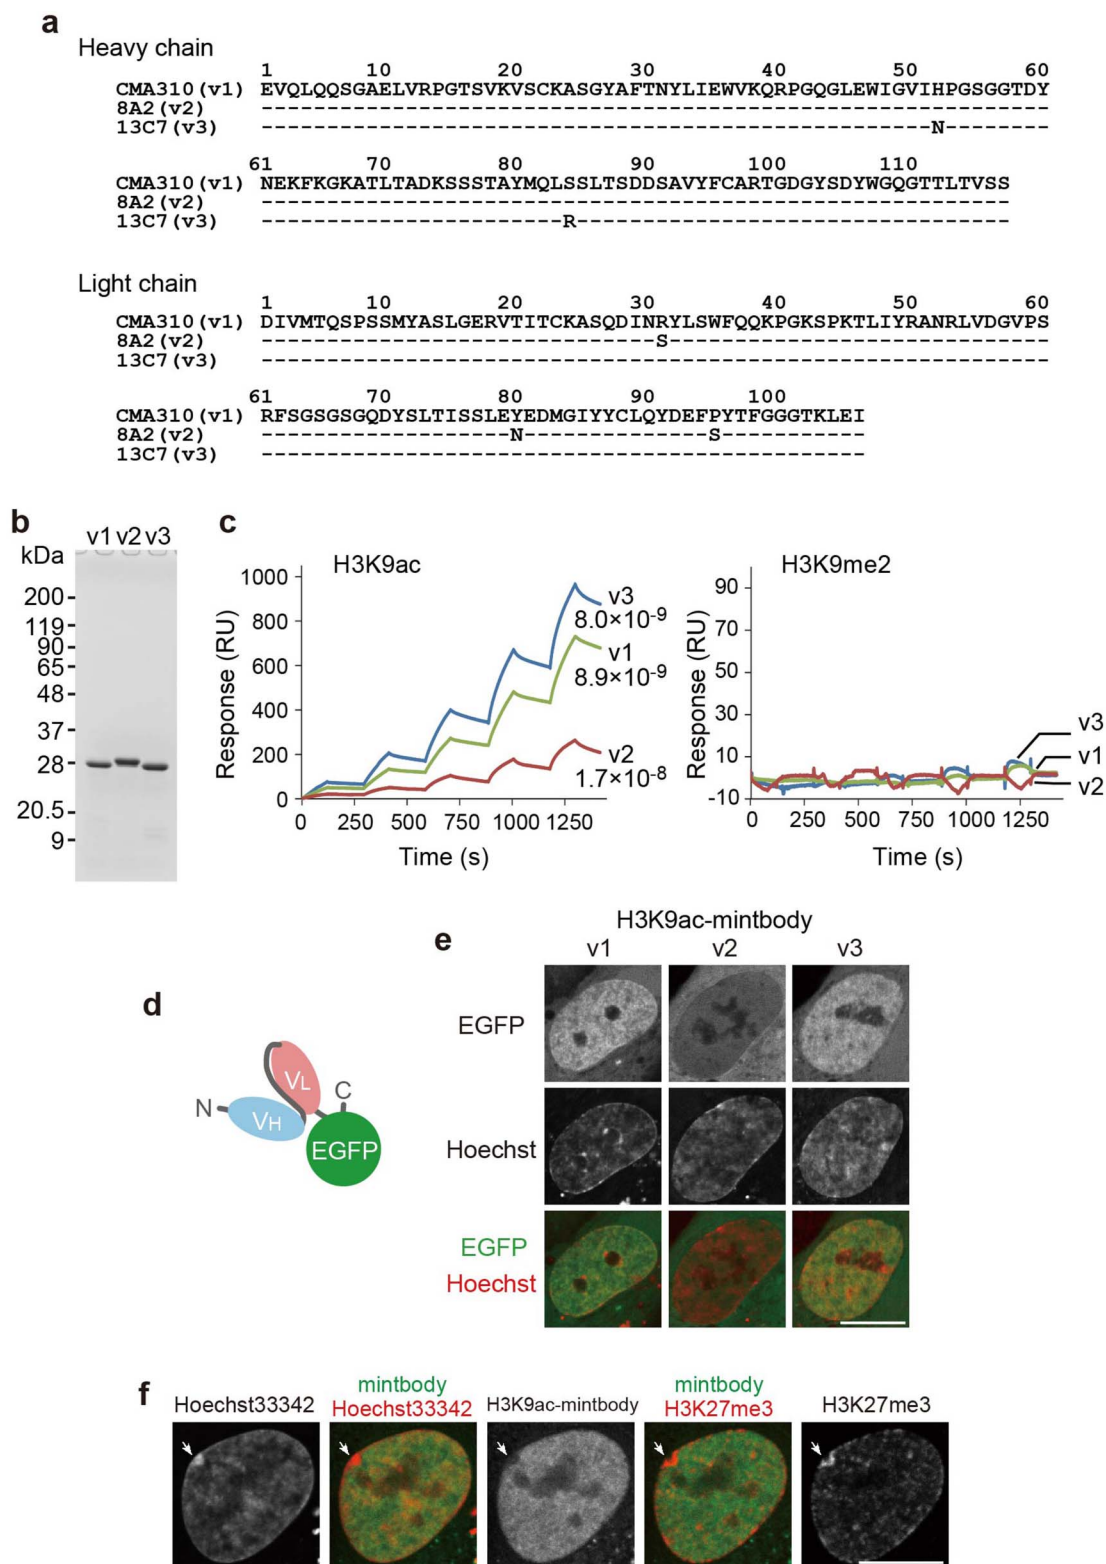 a
Heavy chain
1 10 20 30 40 50 60
CMA310(v1) EVQLQQSGAELVRPGTSVKVSCKASGYAFTNYLIEWVKQRPGQGLEWIGVIHPGSGGTDY
8A2(v2) ------------------------------------------------------------
13C7(v3) ---------------------------------------------------N--------
61 70 80 90 100 110
CMA310(v1) NEKFKGKATLTADKSSSTAYMQLSSLTSDDSAVYFCARTGDGYSDYWGQGTTLTVSS
8A2(v2) ---------------------------------------------------------
13C7(v3) -----------------------R---------------------------------
Light chain
1 10 20 30 40 50 60
CMA310(v1) DIVMTQSPSSMYASLGERVTITCKASQDINRYLSWFQQKPGKSPKTLIYRANRLVDGVPS
8A2(v2) ------------------------------S-----------------------------
13C7(v3) ------------------------------------------------------------
61 70 80 90 100
CMA310(v1) RFSGSGSGQDYSLTISSLEYEDMGIYYCLQYDEFPYTFGGGTKLEI
8A2(v2) -------------------N--------------S-----------
13C7(v3) ----------------------------------------------
b
v1 v2 v3
kDa
200
119
90
65
48
37
28
20.5
9
c
H3K9ac
Response (RU)
1000
800
600
400
200
0
0 250 500 750 1000 1250
Time (s)
v3
8.0×10-9
v1
8.9×10-9
v2
1.7×10-8
H3K9me2
Response (RU)
90
70
50
30
10
-10
0 250 500 750 1000 1250
Time (s)
v3
v1
v2
d
N
VH
VL
C
EGFP
e
H3K9ac-mintbody
v1 v2 v3
EGFP
Hoechst
EGFP
Hoechst
f
Hoechst33342
mintbody
Hoechst33342
H3K9ac-mintbody
mintbody
H3K27me3
H3K27me3